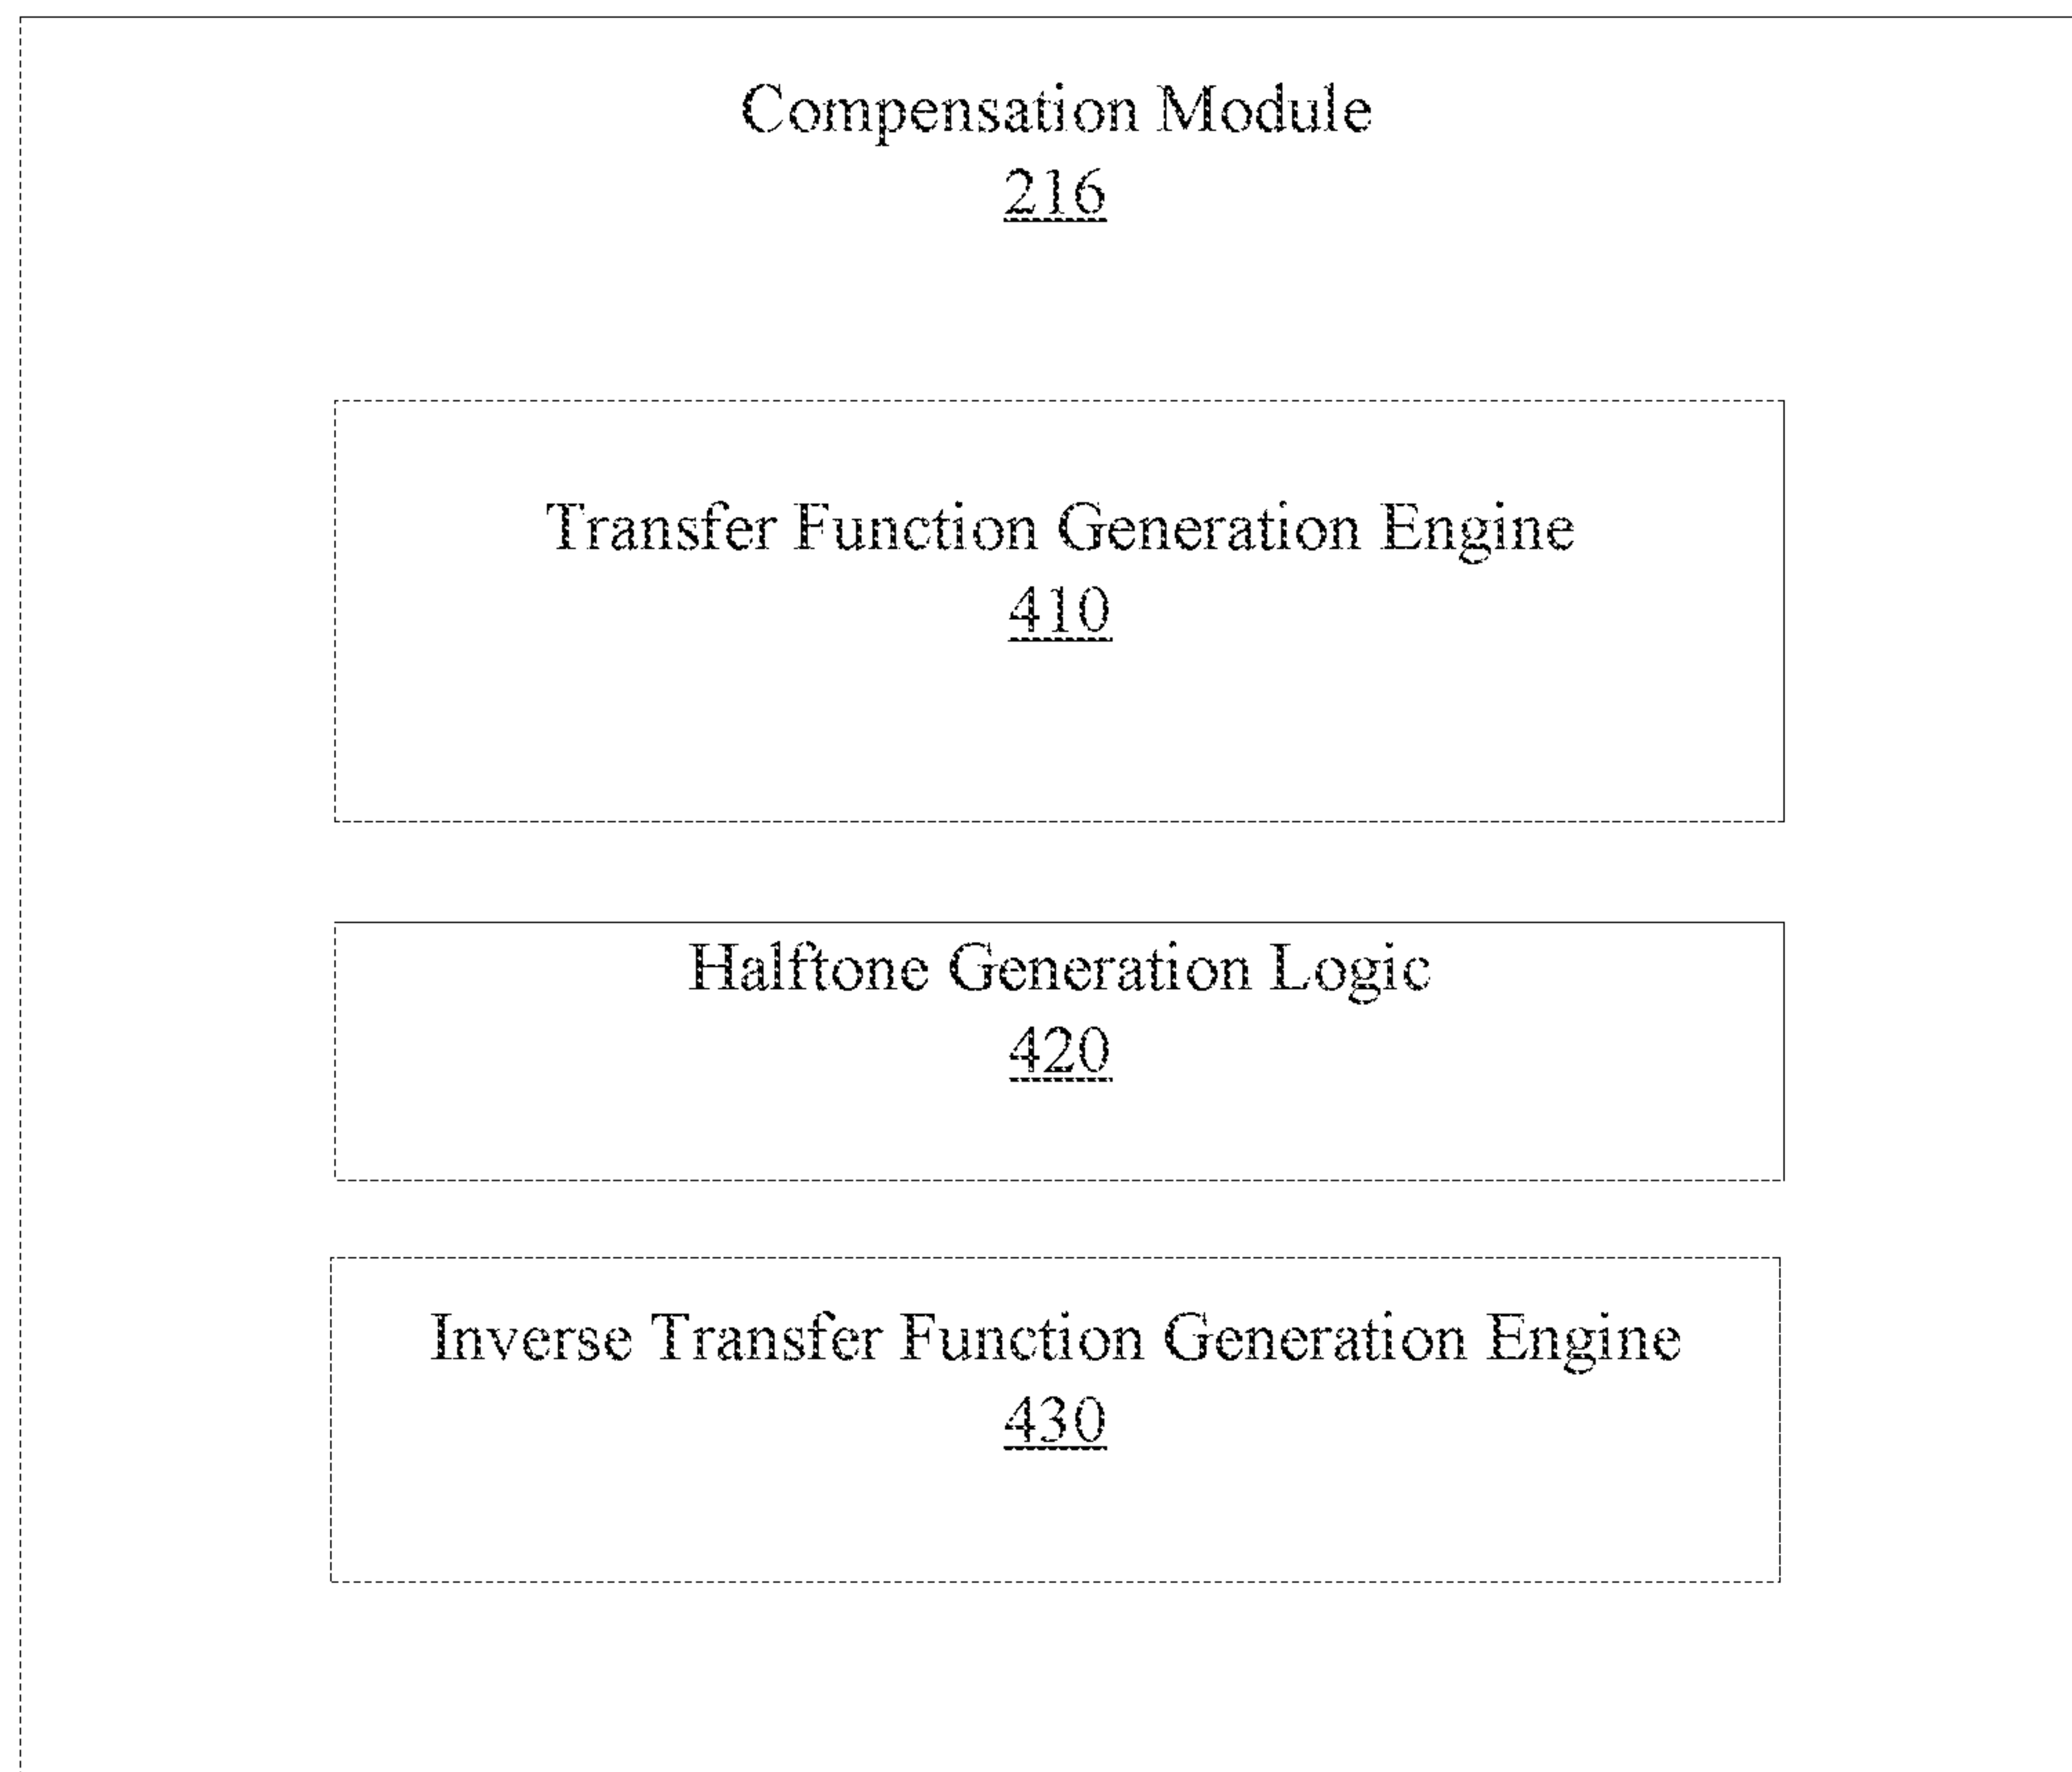 Compensation Module
216
Transfer Function Generation Engine
410
Halftone Generation Logic
420
Inverse Transfer Function Generation Engine
430